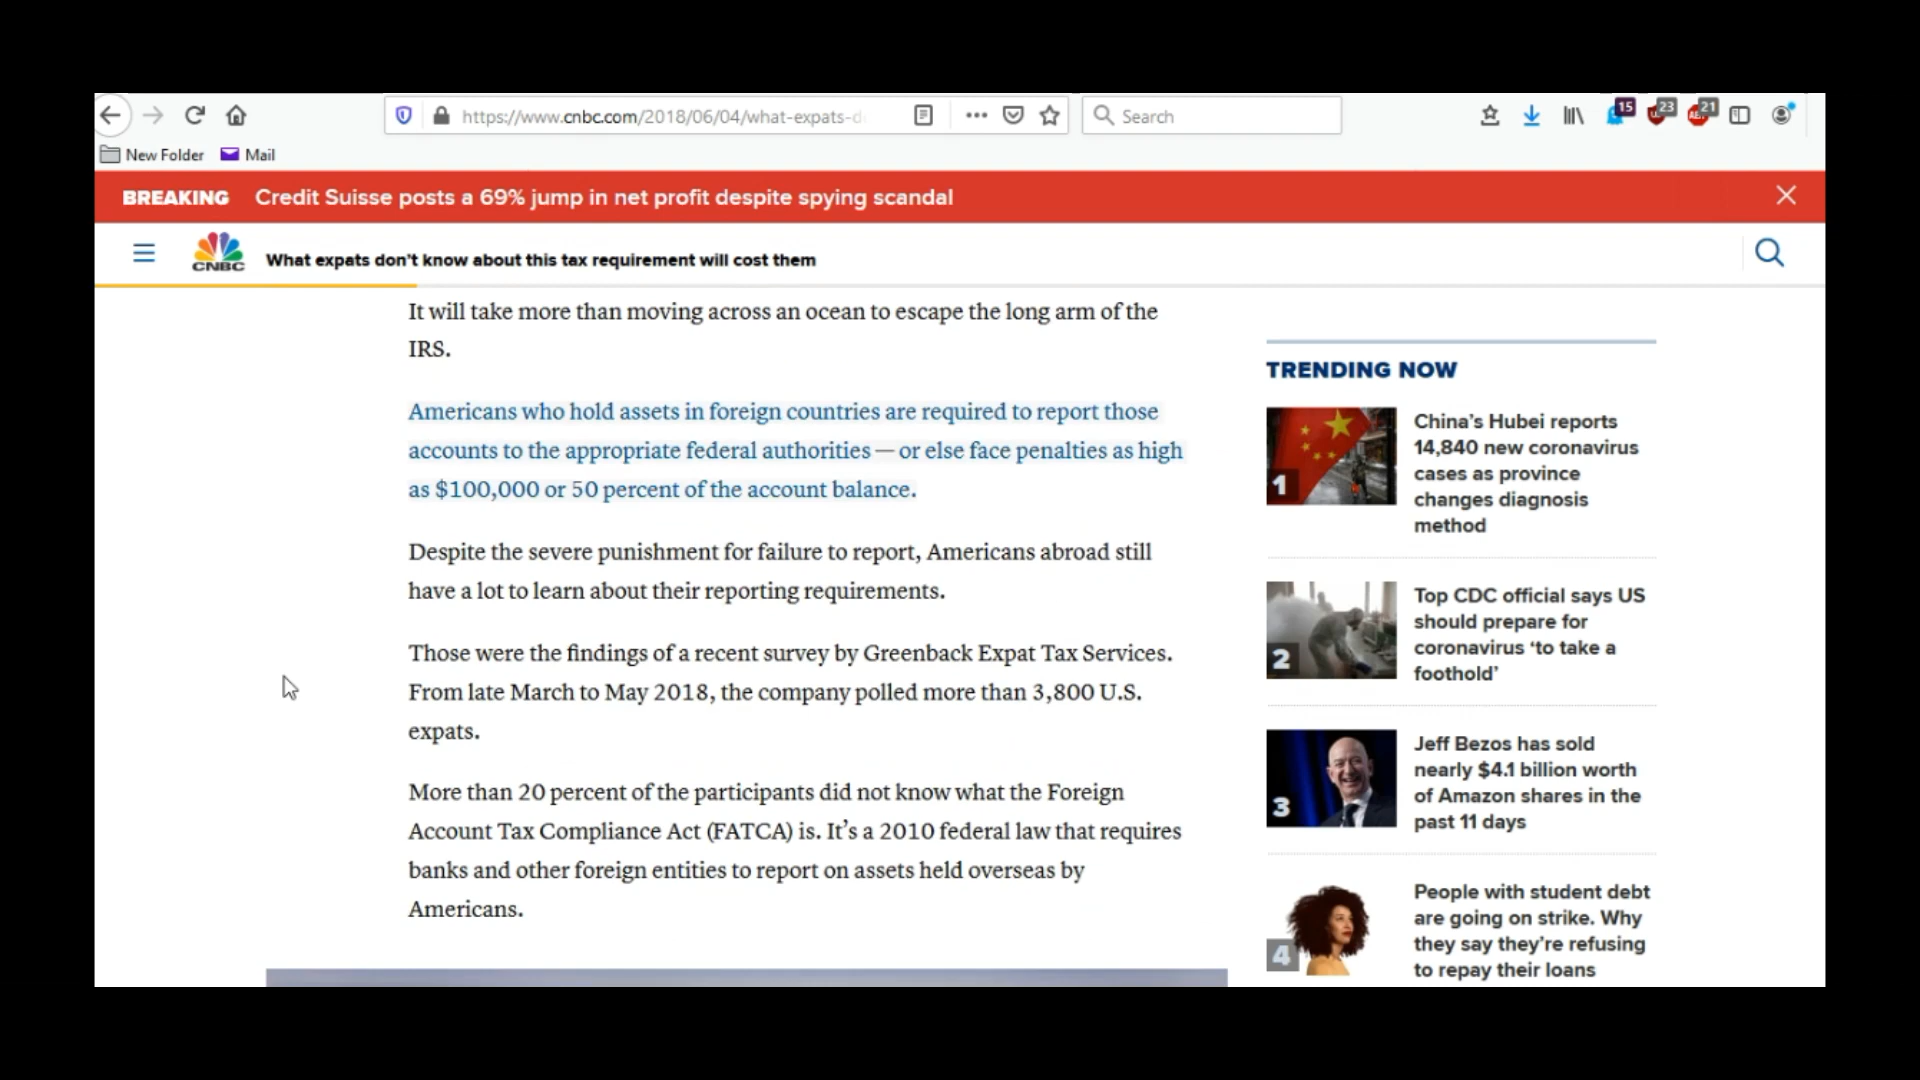 https://www.cnbc.com/2018/06/04/what-expats-d
Search
15
23
21
New Folder
Mail
BREAKING
Credit Suisse posts a 69% jump in net profit despite spying scandal
CNBC
What expats don't know about this tax requirement will cost them
It will take more than moving across an ocean to escape the long arm of the
IRS.
Americans who hold assets in foreign countries are required to report those
accounts to the appropriate federal authorities — or else face penalties as high
as $100,000 or 50 percent of the account balance.
Despite the severe punishment for failure to report, Americans abroad still
have a lot to learn about their reporting requirements.
Those were the findings of a recent survey by Greenback Expat Tax Services.
From late March to May 2018, the company polled more than 3,800 U.S.
expats.
More than 20 percent of the participants did not know what the Foreign
Account Tax Compliance Act (FATCA) is. It's a 2010 federal law that requires
banks and other foreign entities to report on assets held overseas by
Americans.
TRENDING NOW
1
China's Hubei reports
14,840 new coronavirus
cases as province
changes diagnosis
method
2
Top CDC official says US
should prepare for
coronavirus 'to take a
foothold'
3
Jeff Bezos has sold
nearly $4.1 billion worth
of Amazon shares in the
past 11 days
4
People with student debt
are going on strike. Why
they say they're refusing
to repay their loans